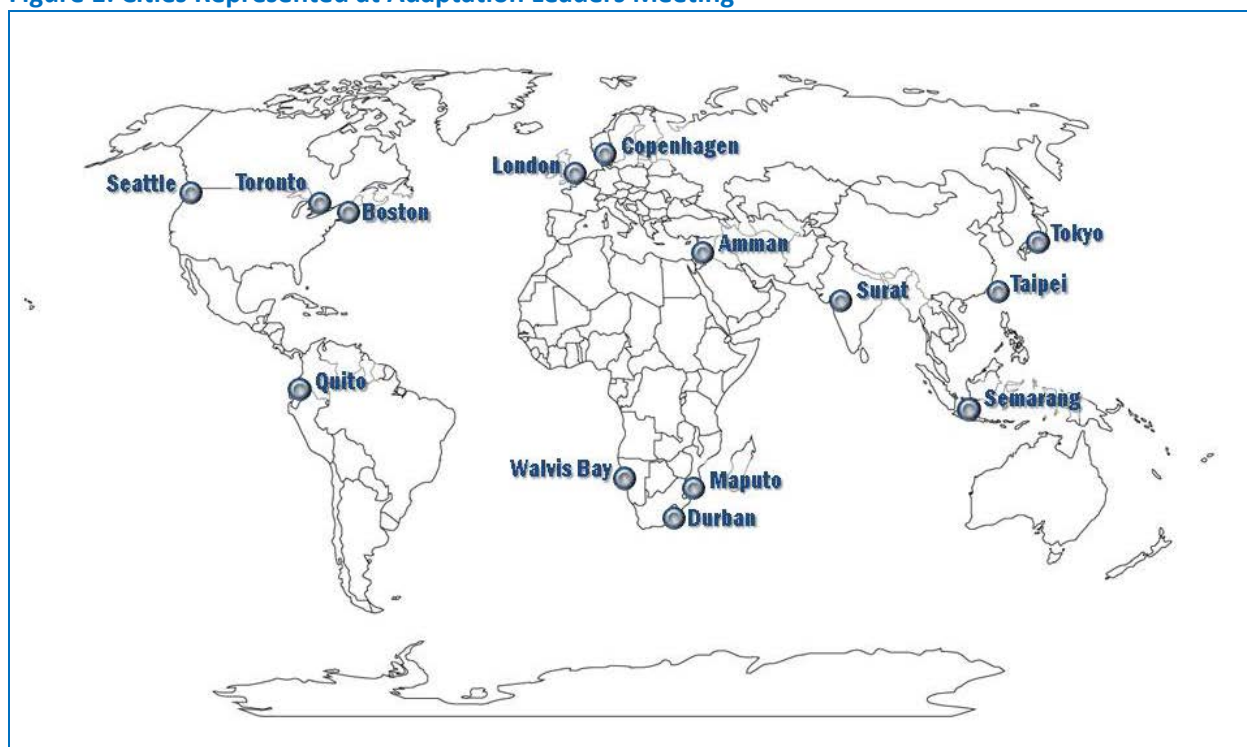 Figure 1: Cities Represented at Adaptation Leaders Meeting
Copenhagen
London
Seattle
Toronto
Boston
Amman
Tokyo
Surat
Taipei
Quito
Semarang
Walvis Bay
Maputo
Durban